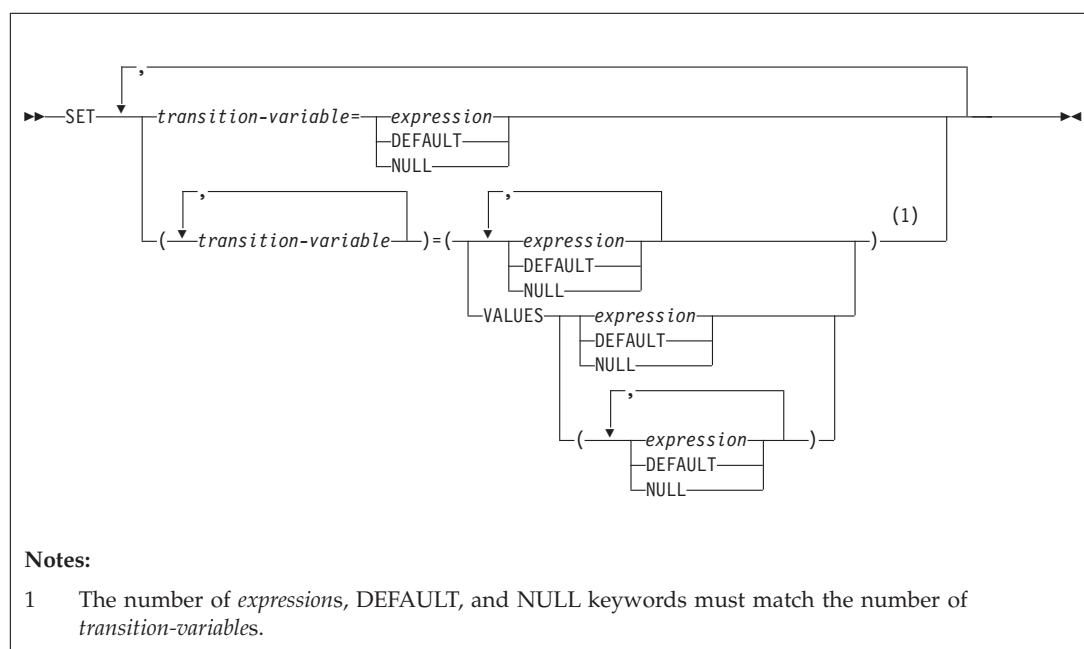 ,
SET transition-variable= expression
DEFAULT
NULL
, ,
(1)
( transition-variable )=( expression )
DEFAULT
NULL
VALUES expression
DEFAULT
NULL
,
( expression )
DEFAULT
NULL
Notes:
1 The number of expressions, DEFAULT, and NULL keywords must match the number of
transition-variables.